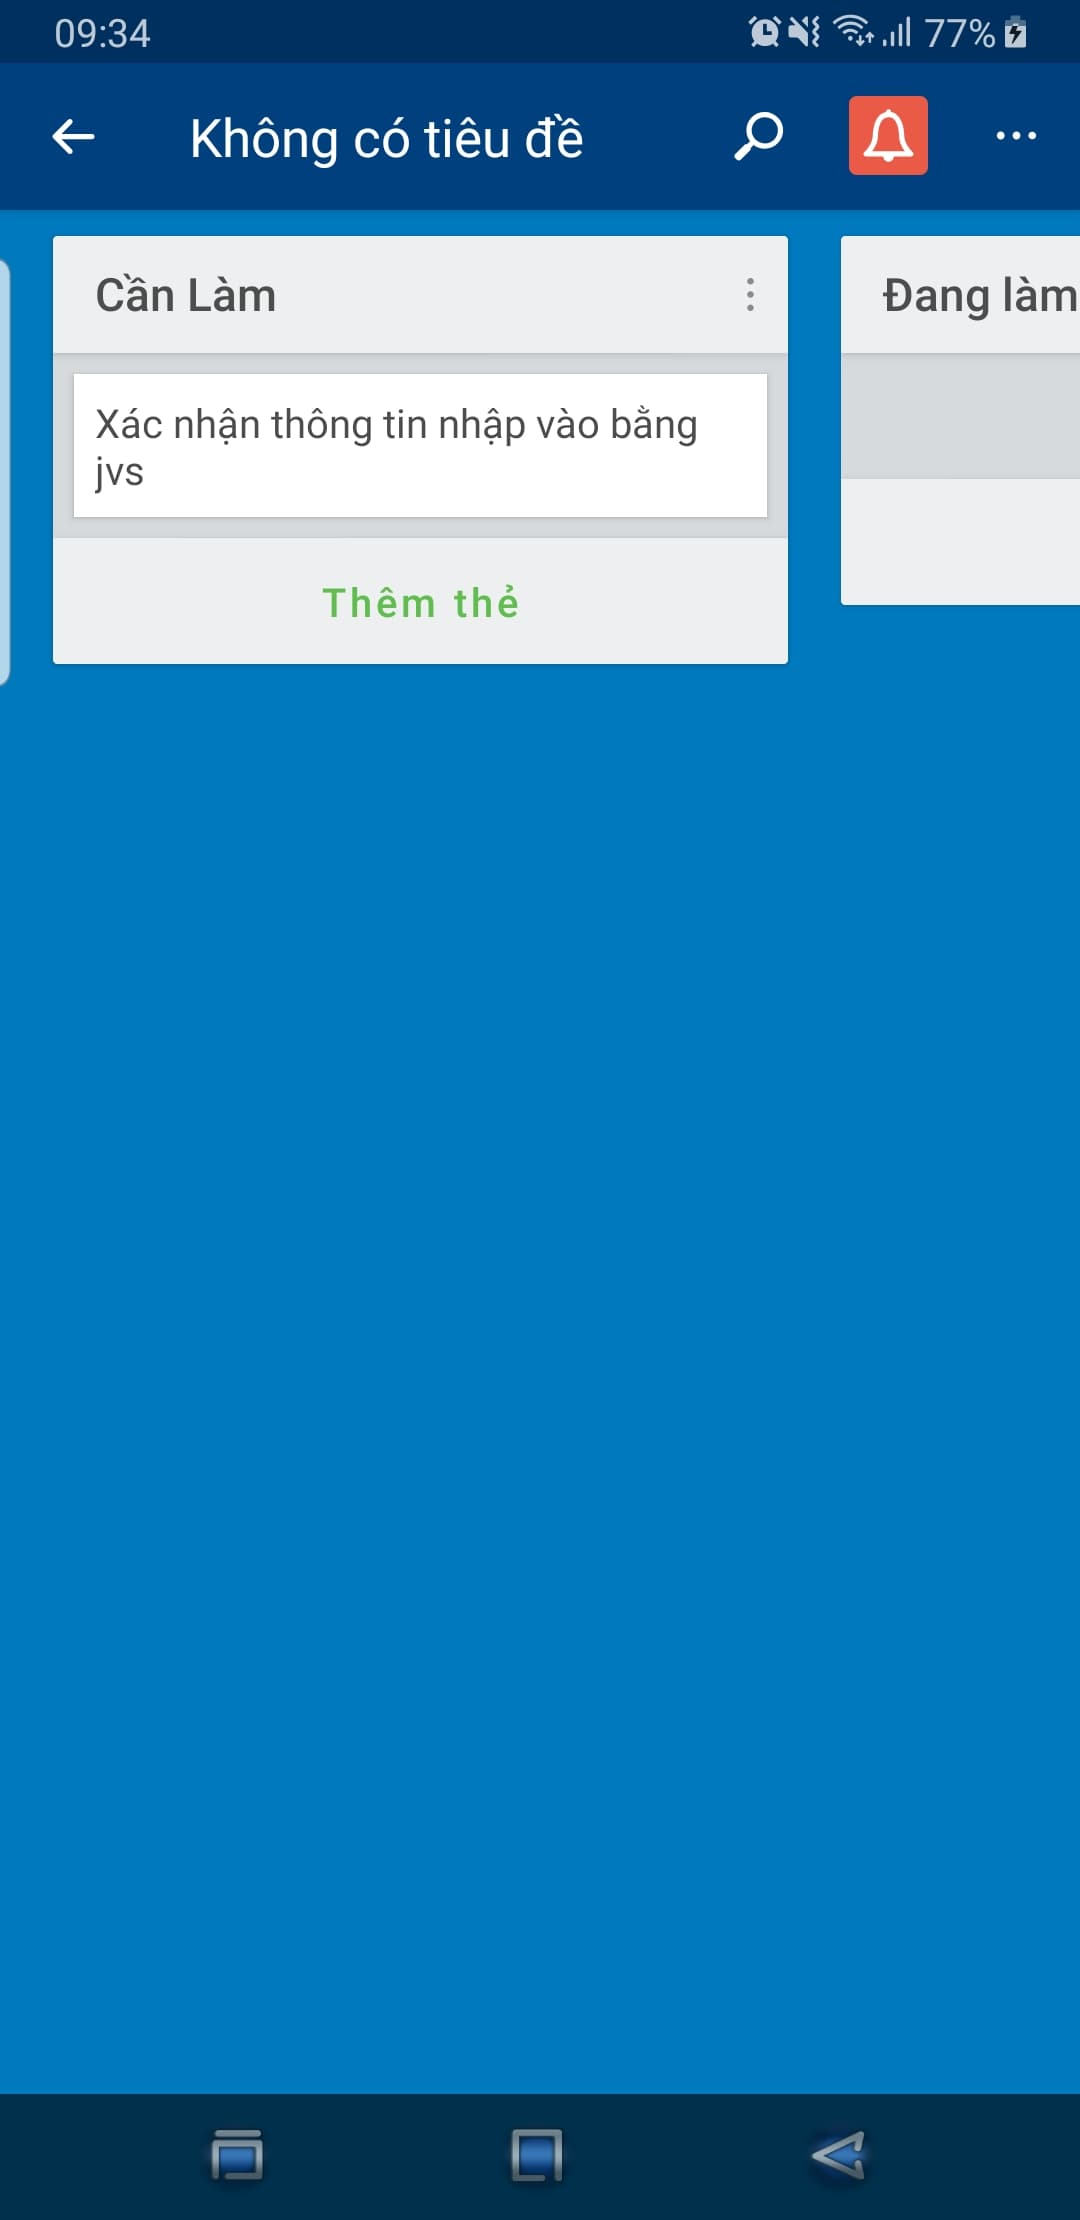 09:34
77%
Không có tiêu đề
Cần Làm
Đang làm
Xác nhận thông tin nhập vào bằng
jvs
Thêm thẻ